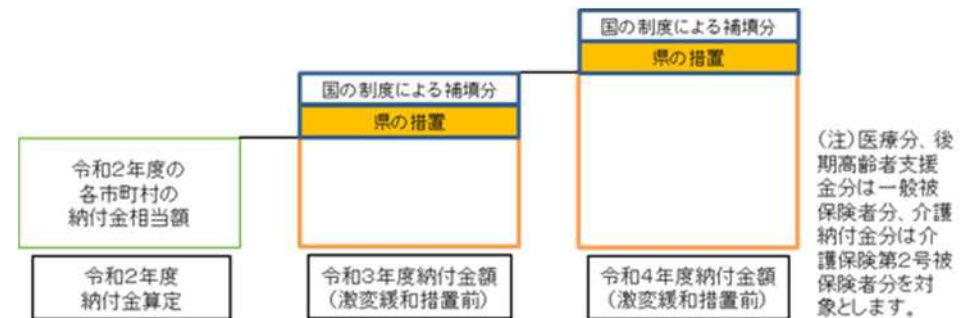 国の制度による補填分
県の措置
国の制度による補填分
県の措置
令和2年度の
各市町村の
納付金相当額
令和2年度
納付金算定
令和3年度納付金額
（激変緩和措置前）
令和4年度納付金額
（激変緩和措置前）
（注）医療分、後
期高齢者支援
金分は一般被
保険者分、介護
納付金分は介
護保険第2号被
保険者分を対
象とします。